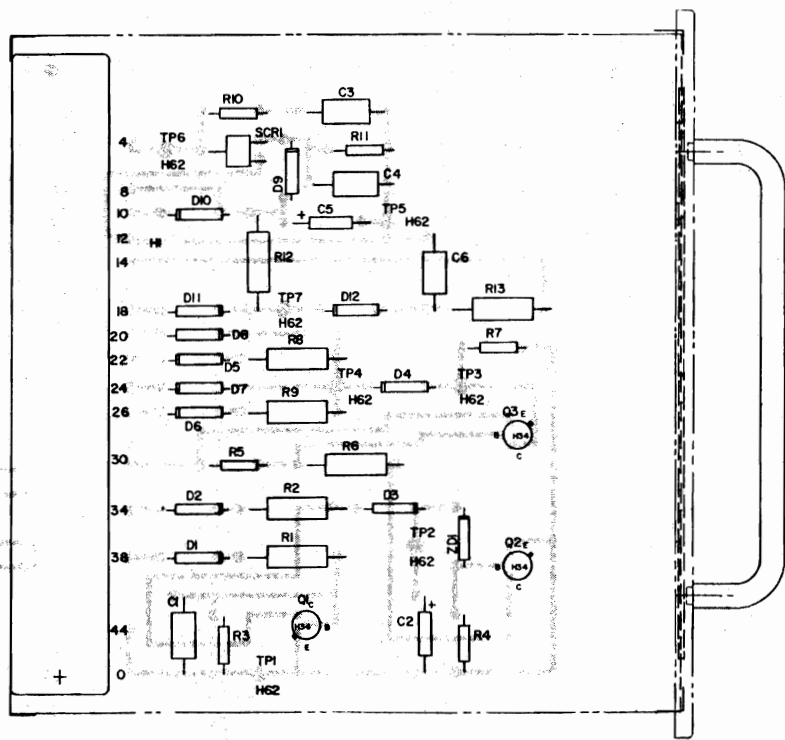 C3
R10
SCR1
R11
4
TP6
H62
D9
C4
8
D10
10
+
C5
TP5
H62
12
H1
14
R12
C6
R13
D11
18
TP7
D12
H62
20
D8
R8
R7
22
D5
24
D7
TP4
D4
TP3
H62
H62
R9
26
D6
Q3 E
B
H34
C
R5
R6
30
D2
R2
D3
34
TP2
ZD1
D1
R1
Q2 E
38
H62
B
H34
C
C1
Q1 C
+
44
R3
H34
B
C2
R4
E
TP1
+
0
H62